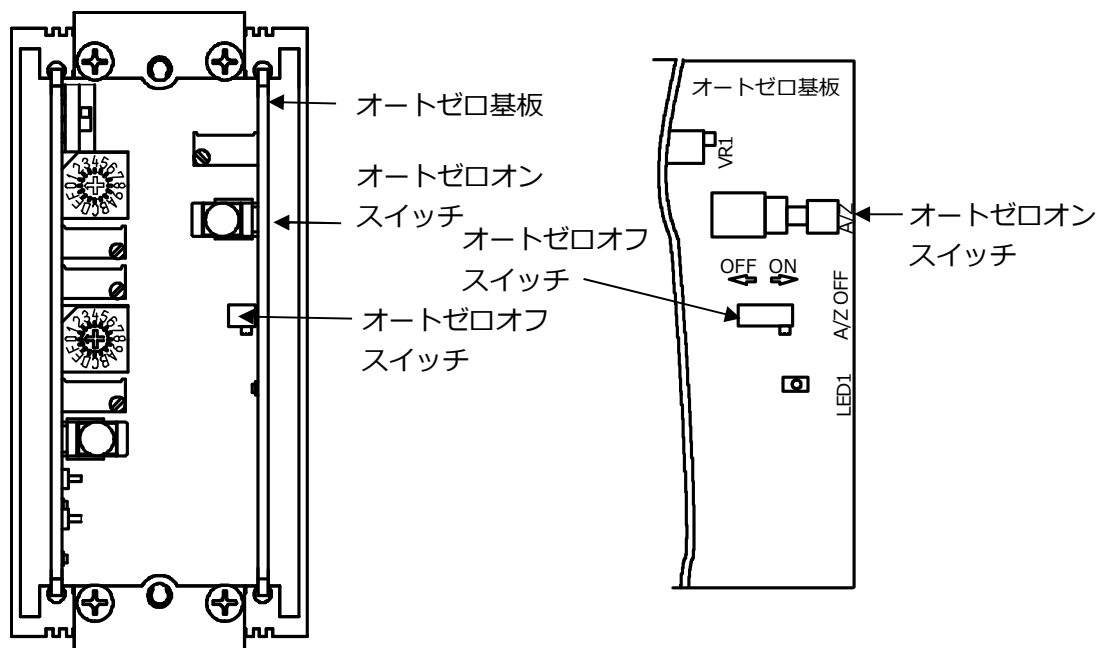 オートゼロ基板
オートゼロオン
スイッチ
オートゼロオフ
スイッチ
オートゼロオフ
スイッチ
オートゼロ基板
VR1
A/Z
オートゼロオン
スイッチ
OFF ON
A/Z OFF
LED1